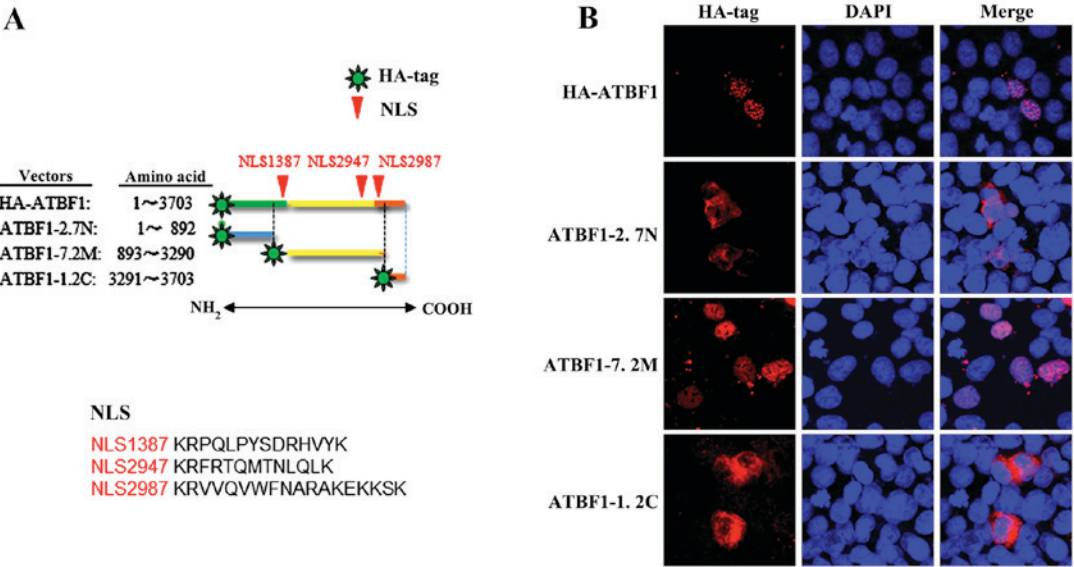 A
HA-tag
NLS
NLS1387 NLS2947 NLS2987
Vectors Amino acid
HA-ATBF1: 1～3703
ATBF1-2.7N: 1～ 892
ATBF1-7.2M: 893～3290
ATBF1-1.2C: 3291～3703
NH2 COOH
NLS
NLS1387 KRPQLPYSDRHVYK
NLS2947 KRFRTQMTNLQLK
NLS2987 KRVVQVWFNARAKEKKSK
B
HA-tag DAPI Merge
HA-ATBF1
ATBF1-2. 7N
ATBF1-7. 2M
ATBF1-1. 2C